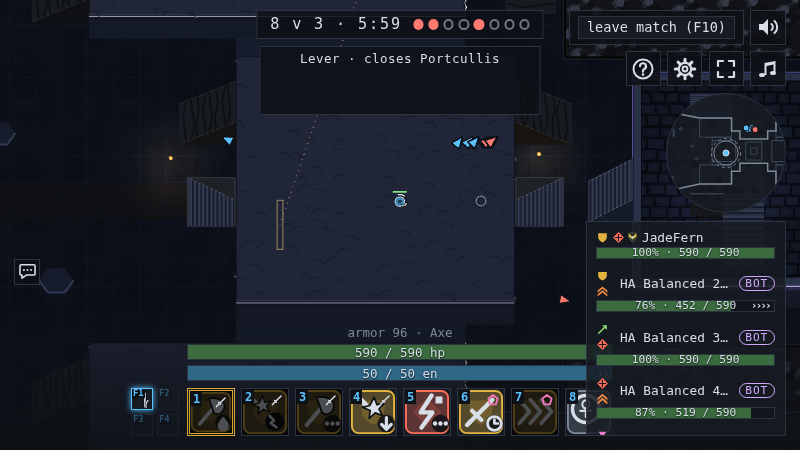 8 v 3 · 5:59
leave match (F10)
Lever · closes Portcullis
JadeFern
100% · 590 / 590
HA Balanced 2… BOT
76% · 452 / 590 ››››
HA Balanced 3… BOT
100% · 590 / 590
HA Balanced 4… BOT
87% · 519 / 590
armor 96 · Axe
590 / 590 hp
50 / 50 en
F1 F2
F3 F4
1 2 3 4 5 6 7 8